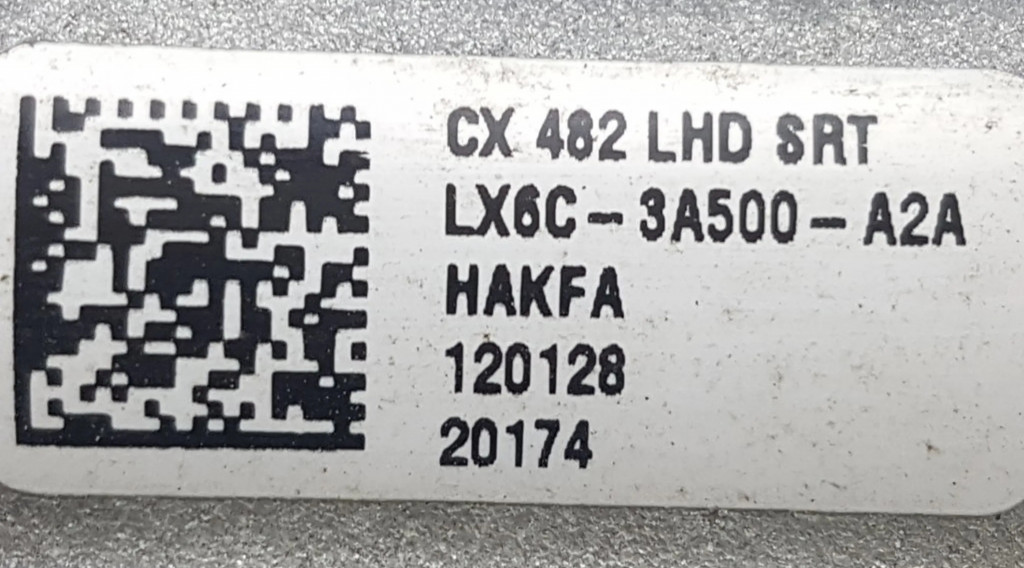 CX 482 LHD SRT
LX6C-3A500-A2A
HAKFA
120128
20174